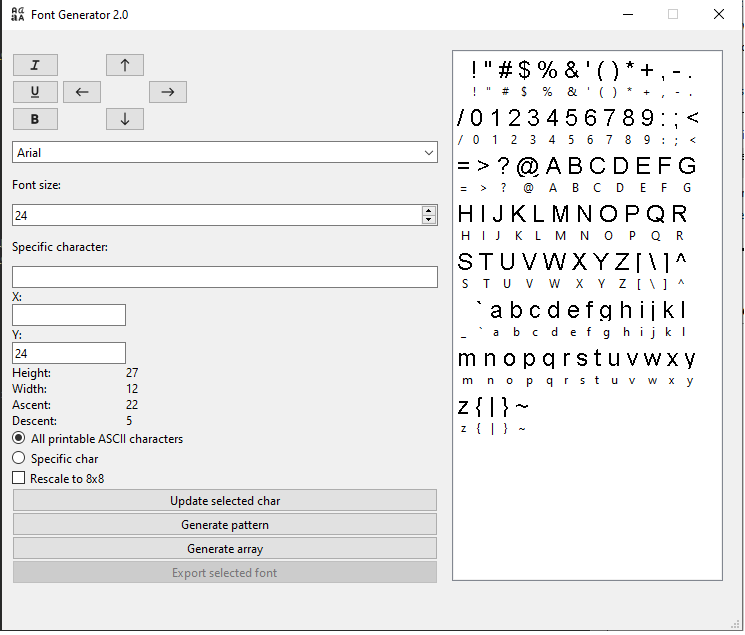 Font Generator 2.0
I
U
B
↑
←
→
↓
Arial
Font size:
24
Specific character:
X:
Y:
24
Height: 27
Width: 12
Ascent: 22
Descent: 5
All printable ASCII characters
Specific char
Rescale to 8x8
Update selected char
Generate pattern
Generate array
Export selected font
! " # $ % & ' ( ) * + , - .
! " # $ % & ' ( ) * + , - .
/ 0 1 2 3 4 5 6 7 8 9 : ; <
/ 0 1 2 3 4 5 6 7 8 9 : ; <
= > ? @ A B C D E F G
= > ? @ A B C D E F G
H I J K L M N O P Q R
H I J K L M N O P Q R
S T U V W X Y Z [ \ ] ^
S T U V W X Y Z [ \ ] ^
` a b c d e f g h i j k l
_ ` a b c d e f g h i j k l
m n o p q r s t u v w x y
m n o p q r s t u v w x y
z { | } ~
z { | } ~